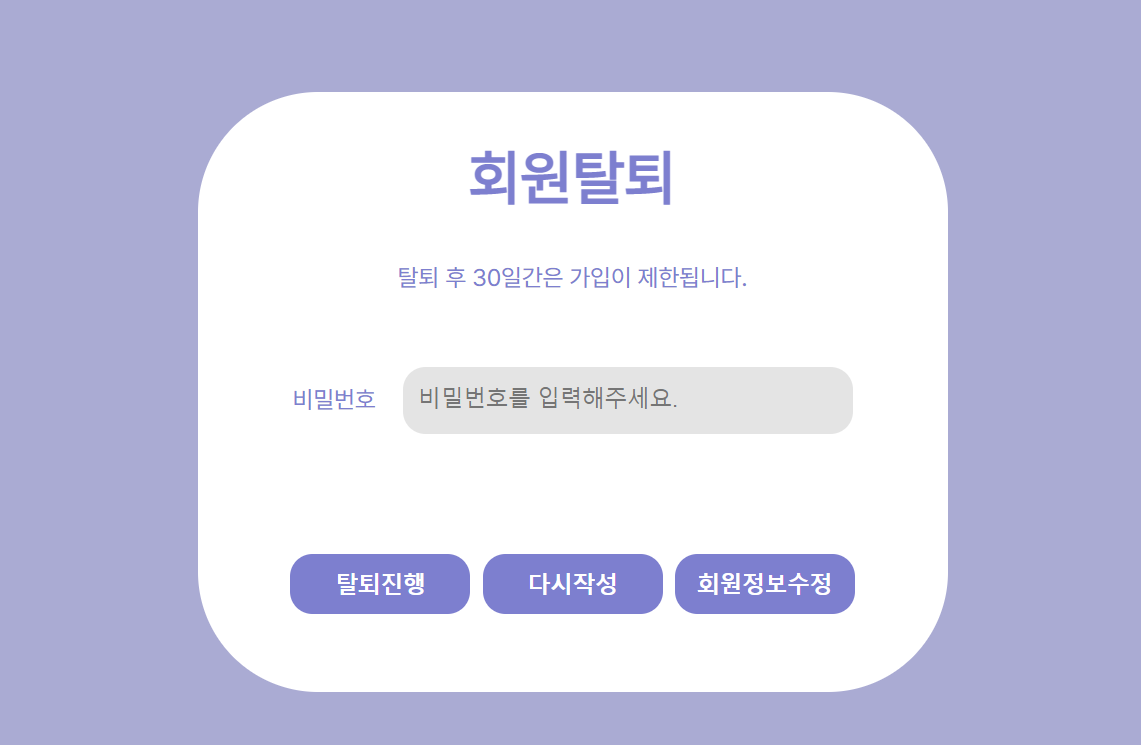 회원탈퇴
탈퇴 후 30일간은 가입이 제한됩니다.
비밀번호 비밀번호를 입력해주세요.
탈퇴진행 다시작성 회원정보수정